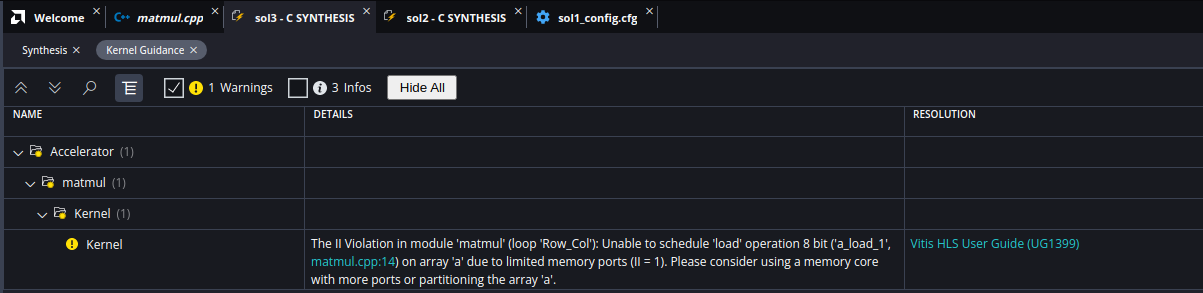 Welcome × matmul.cpp × sol3 - C SYNTHESIS × sol2 - C SYNTHESIS × sol1_config.cfg ×
Synthesis × Kernel Guidance ×
1 Warnings 3 Infos Hide All
NAME DETAILS RESOLUTION
Accelerator (1)
matmul (1)
Kernel (1)
Kernel The II Violation in module 'matmul' (loop 'Row_Col'): Unable to schedule 'load' operation 8 bit ('a_load_1', Vitis HLS User Guide (UG1399)
matmul.cpp:14) on array 'a' due to limited memory ports (II = 1). Please consider using a memory core
with more ports or partitioning the array 'a'.